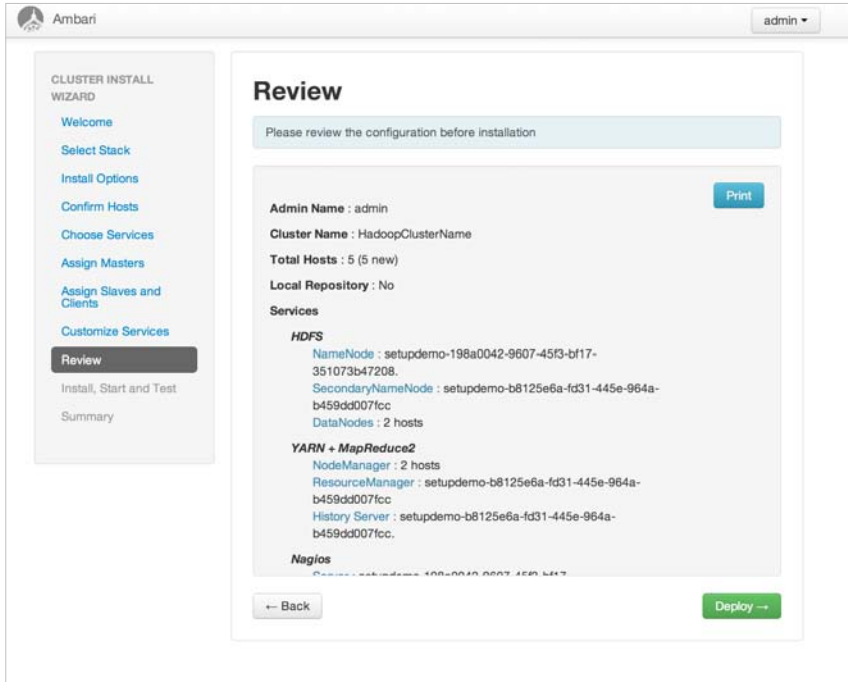 Ambari
admin
CLUSTER INSTALL
WIZARD
Welcome
Select Stack
Install Options
Confirm Hosts
Choose Services
Assign Masters
Assign Slaves and
Clients
Customize Services
Review
Install, Start and Test
Summary
Review
Please review the configuration before installation
Print
Admin Name : admin
Cluster Name : HadoopClusterName
Total Hosts : 5 (5 new)
Local Repository : No
Services
HDFS
NameNode : setupdemo-198a0042-9607-45f3-bf17-
351073b47208.
SecondaryNameNode : setupdemo-b8125e6a-fd31-445e-964a-
b459dd007fcc
DataNodes : 2 hosts
YARN + MapReduce2
NodeManager : 2 hosts
ResourceManager : setupdemo-b8125e6a-fd31-445e-964a-
b459dd007fcc
History Server : setupdemo-b8125e6a-fd31-445e-964a-
b459dd007fcc.
Nagios
← Back
Deploy →